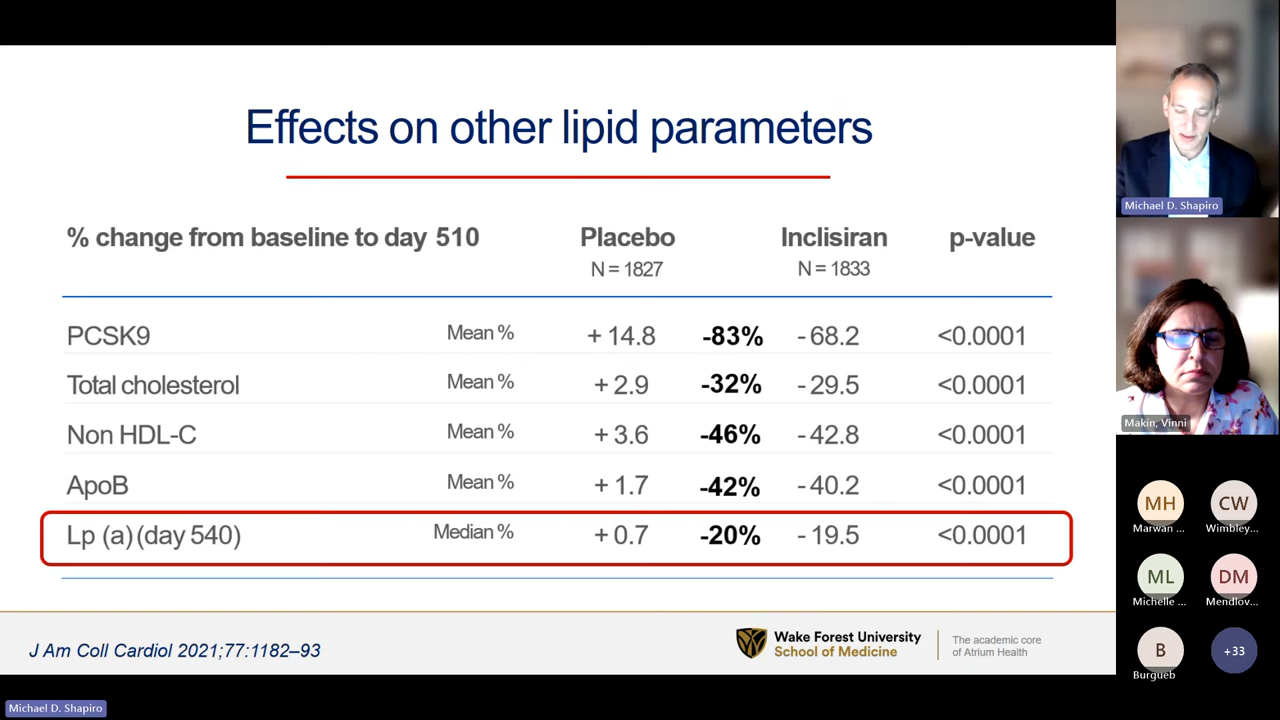 Effects on other lipid parameters
% change from baseline to day 510 Placebo Inclisiran p-value
N = 1827 N = 1833
PCSK9 Mean % + 14.8 -83% - 68.2 <0.0001
Total cholesterol Mean % + 2.9 -32% - 29.5 <0.0001
Non HDL-C Mean % + 3.6 -46% - 42.8 <0.0001
ApoB Mean % + 1.7 -42% - 40.2 <0.0001
Lp (a) (day 540) Median % + 0.7 -20% - 19.5 <0.0001
J Am Coll Cardiol 2021;77:1182–93
Wake Forest University
School of Medicine
The academic core
of Atrium Health
Michael D. Shapiro
Michael D. Shapiro
Makin, Vinni
MH CW
Marwan ... Wimbley...
ML DM
Michelle ... Mendlov...
B +33
Burgueb